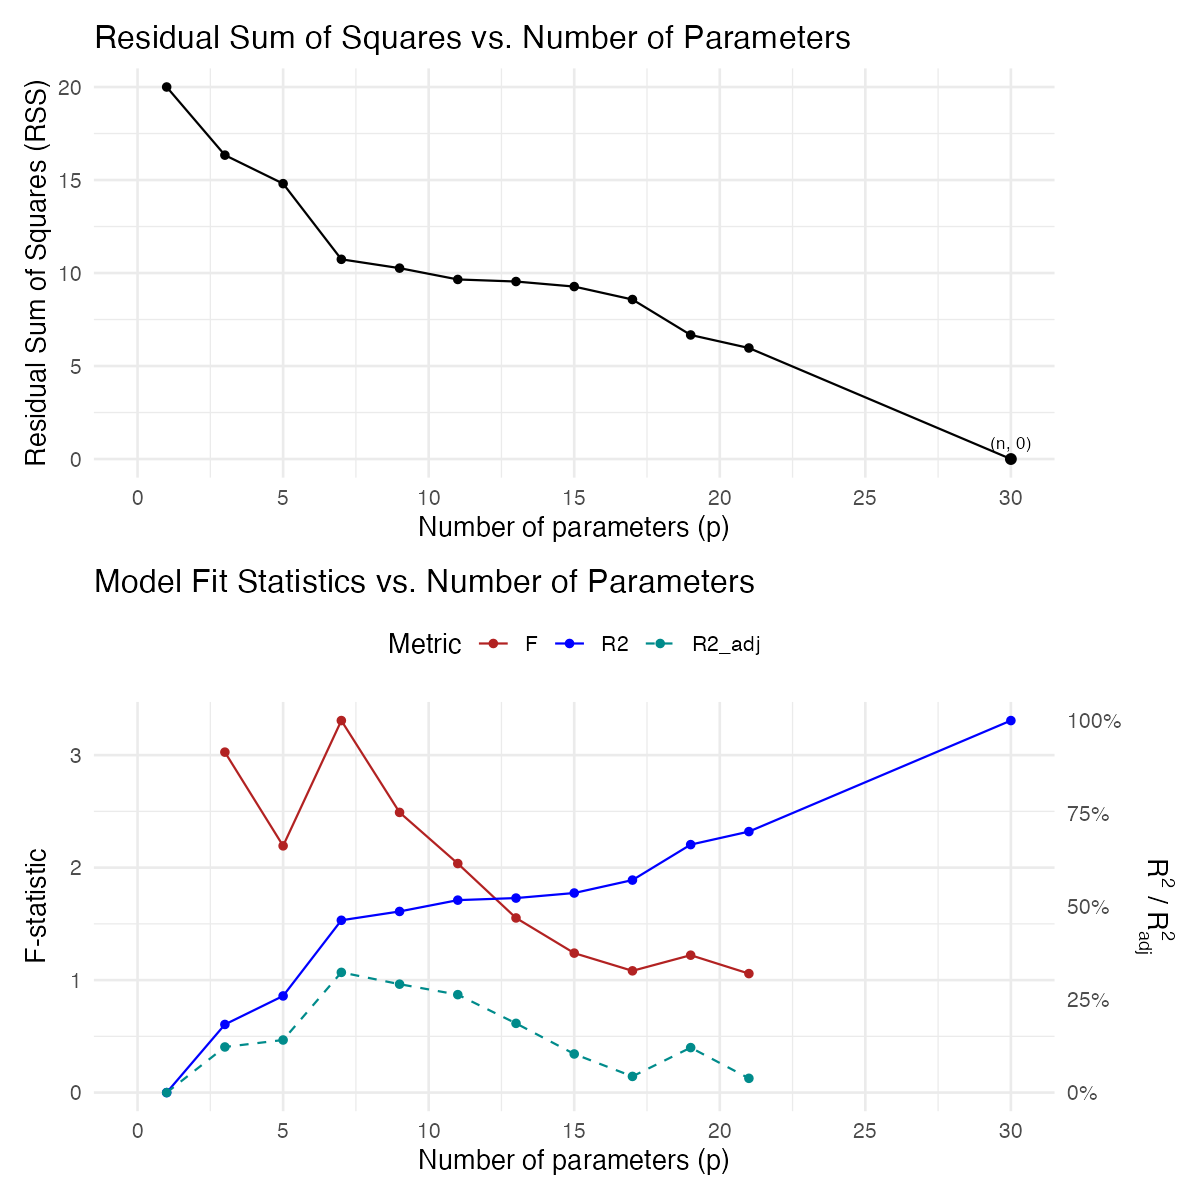 Residual Sum of Squares vs. Number of Parameters
Residual Sum of Squares (RSS)
20
15
10
5
0
(n, 0)
0 5 10 15 20 25 30
Number of parameters (p)
Model Fit Statistics vs. Number of Parameters
Metric F R2 R2_adj
F-statistic
3
2
1
0
100%
75%
50%
25%
0%
R² / R²adj
0 5 10 15 20 25 30
Number of parameters (p)